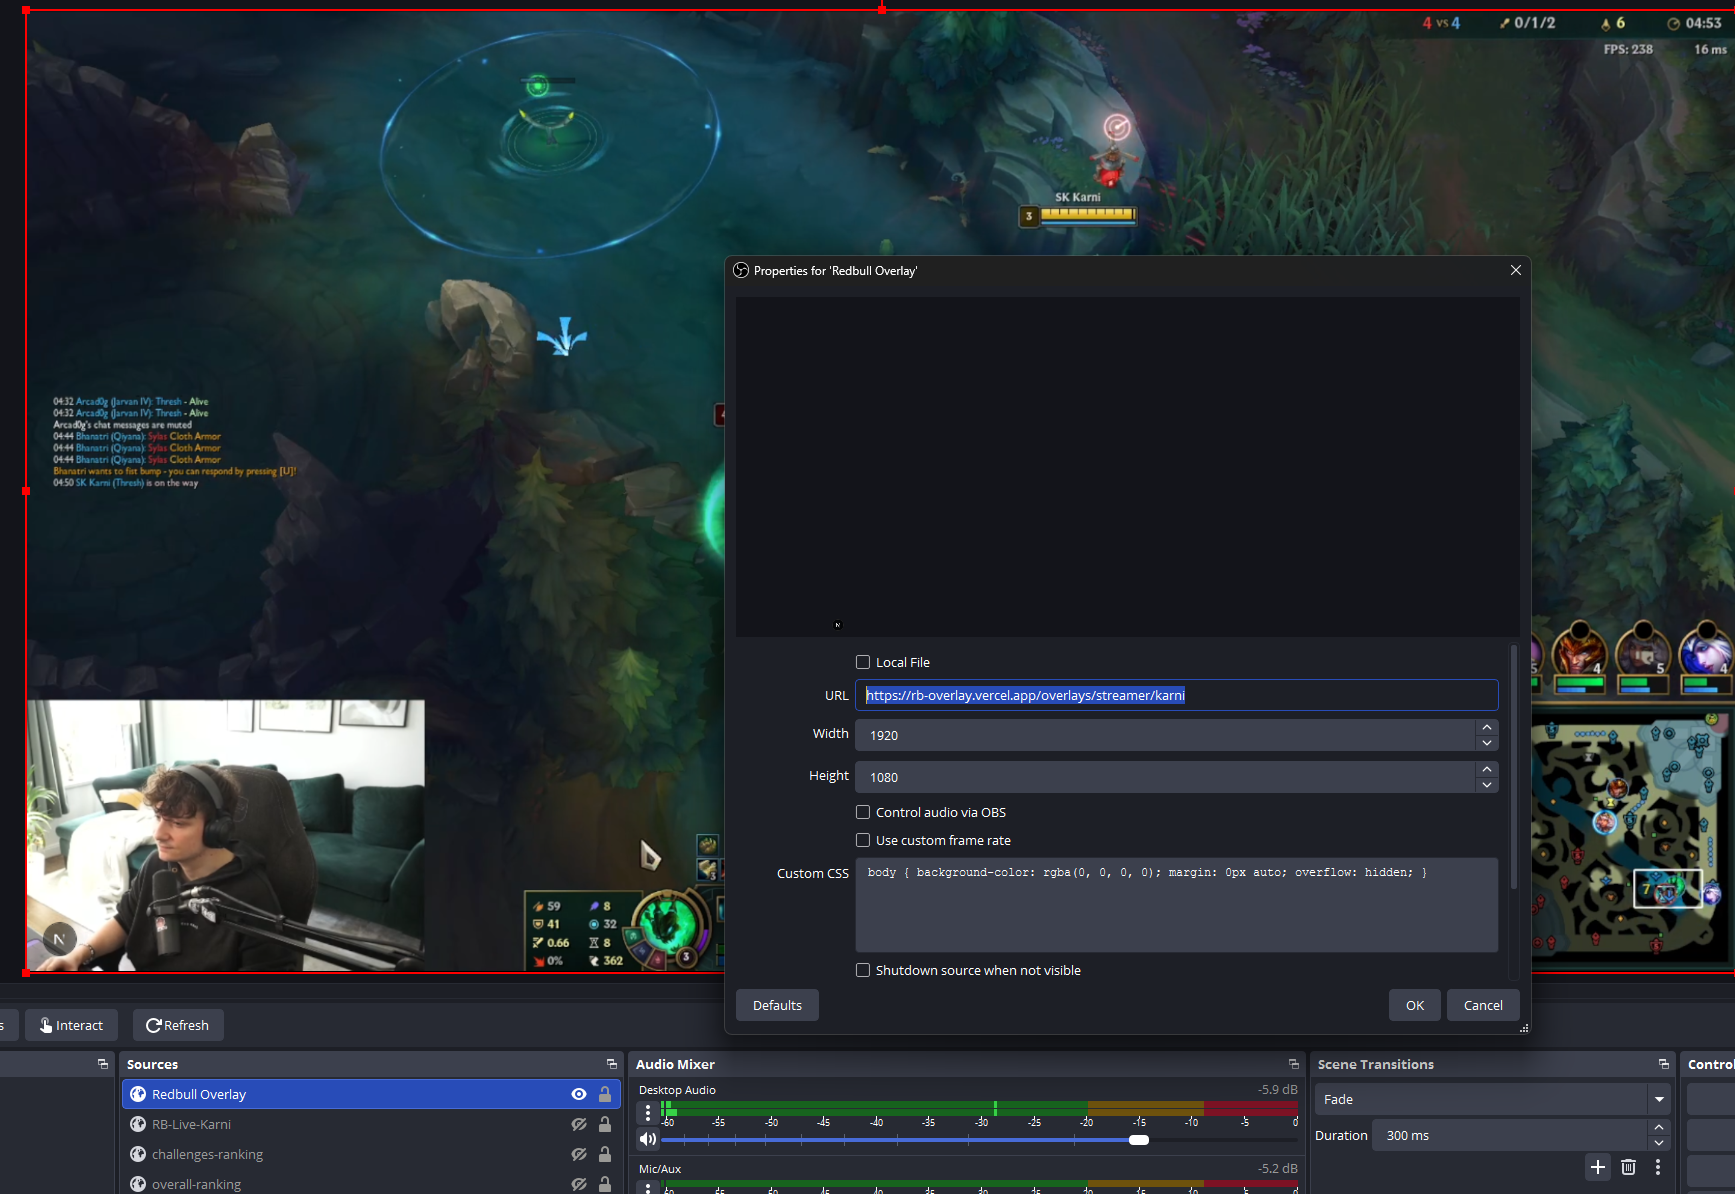 4 vs 4
0/1/2
6
04:53
FPS: 238
16 ms
SK Karni
3
04:32 Arcad0g (Jarvan IV): Thresh - Alive
04:32 Arcad0g (Jarvan IV): Thresh - Alive
Arcad0g's chat messages are muted
04:44 Bhanatri (Qiyana): Sylas Cloth Armor
04:44 Bhanatri (Qiyana): Sylas Cloth Armor
04:44 Bhanatri (Qiyana): Sylas Cloth Armor
Bhanatri wants to fist bump - you can respond by pressing [U]!
04:50 SK Karni (Thresh) is on the way
Properties for 'Redbull Overlay'
N
Local File
URL
https://rb-overlay.vercel.app/overlays/streamer/karni
Width
1920
Height
1080
Control audio via OBS
Use custom frame rate
Custom CSS
body { background-color: rgba(0, 0, 0, 0); margin: 0px auto; overflow: hidden; }
Shutdown source when not visible
Defaults
OK
Cancel
5
4
5
4
7
N
59
8
41
32
0.66
8
0%
362
3
3
s
Interact
Refresh
Sources
Redbull Overlay
RB-Live-Karni
challenges-ranking
overall-ranking
Audio Mixer
Desktop Audio
-5.9 dB
-60 -55 -50 -45 -40 -35 -30 -25 -20 -15 -10 -5 0
Mic/Aux
-5.2 dB
Scene Transitions
Fade
Duration
300 ms
Contro